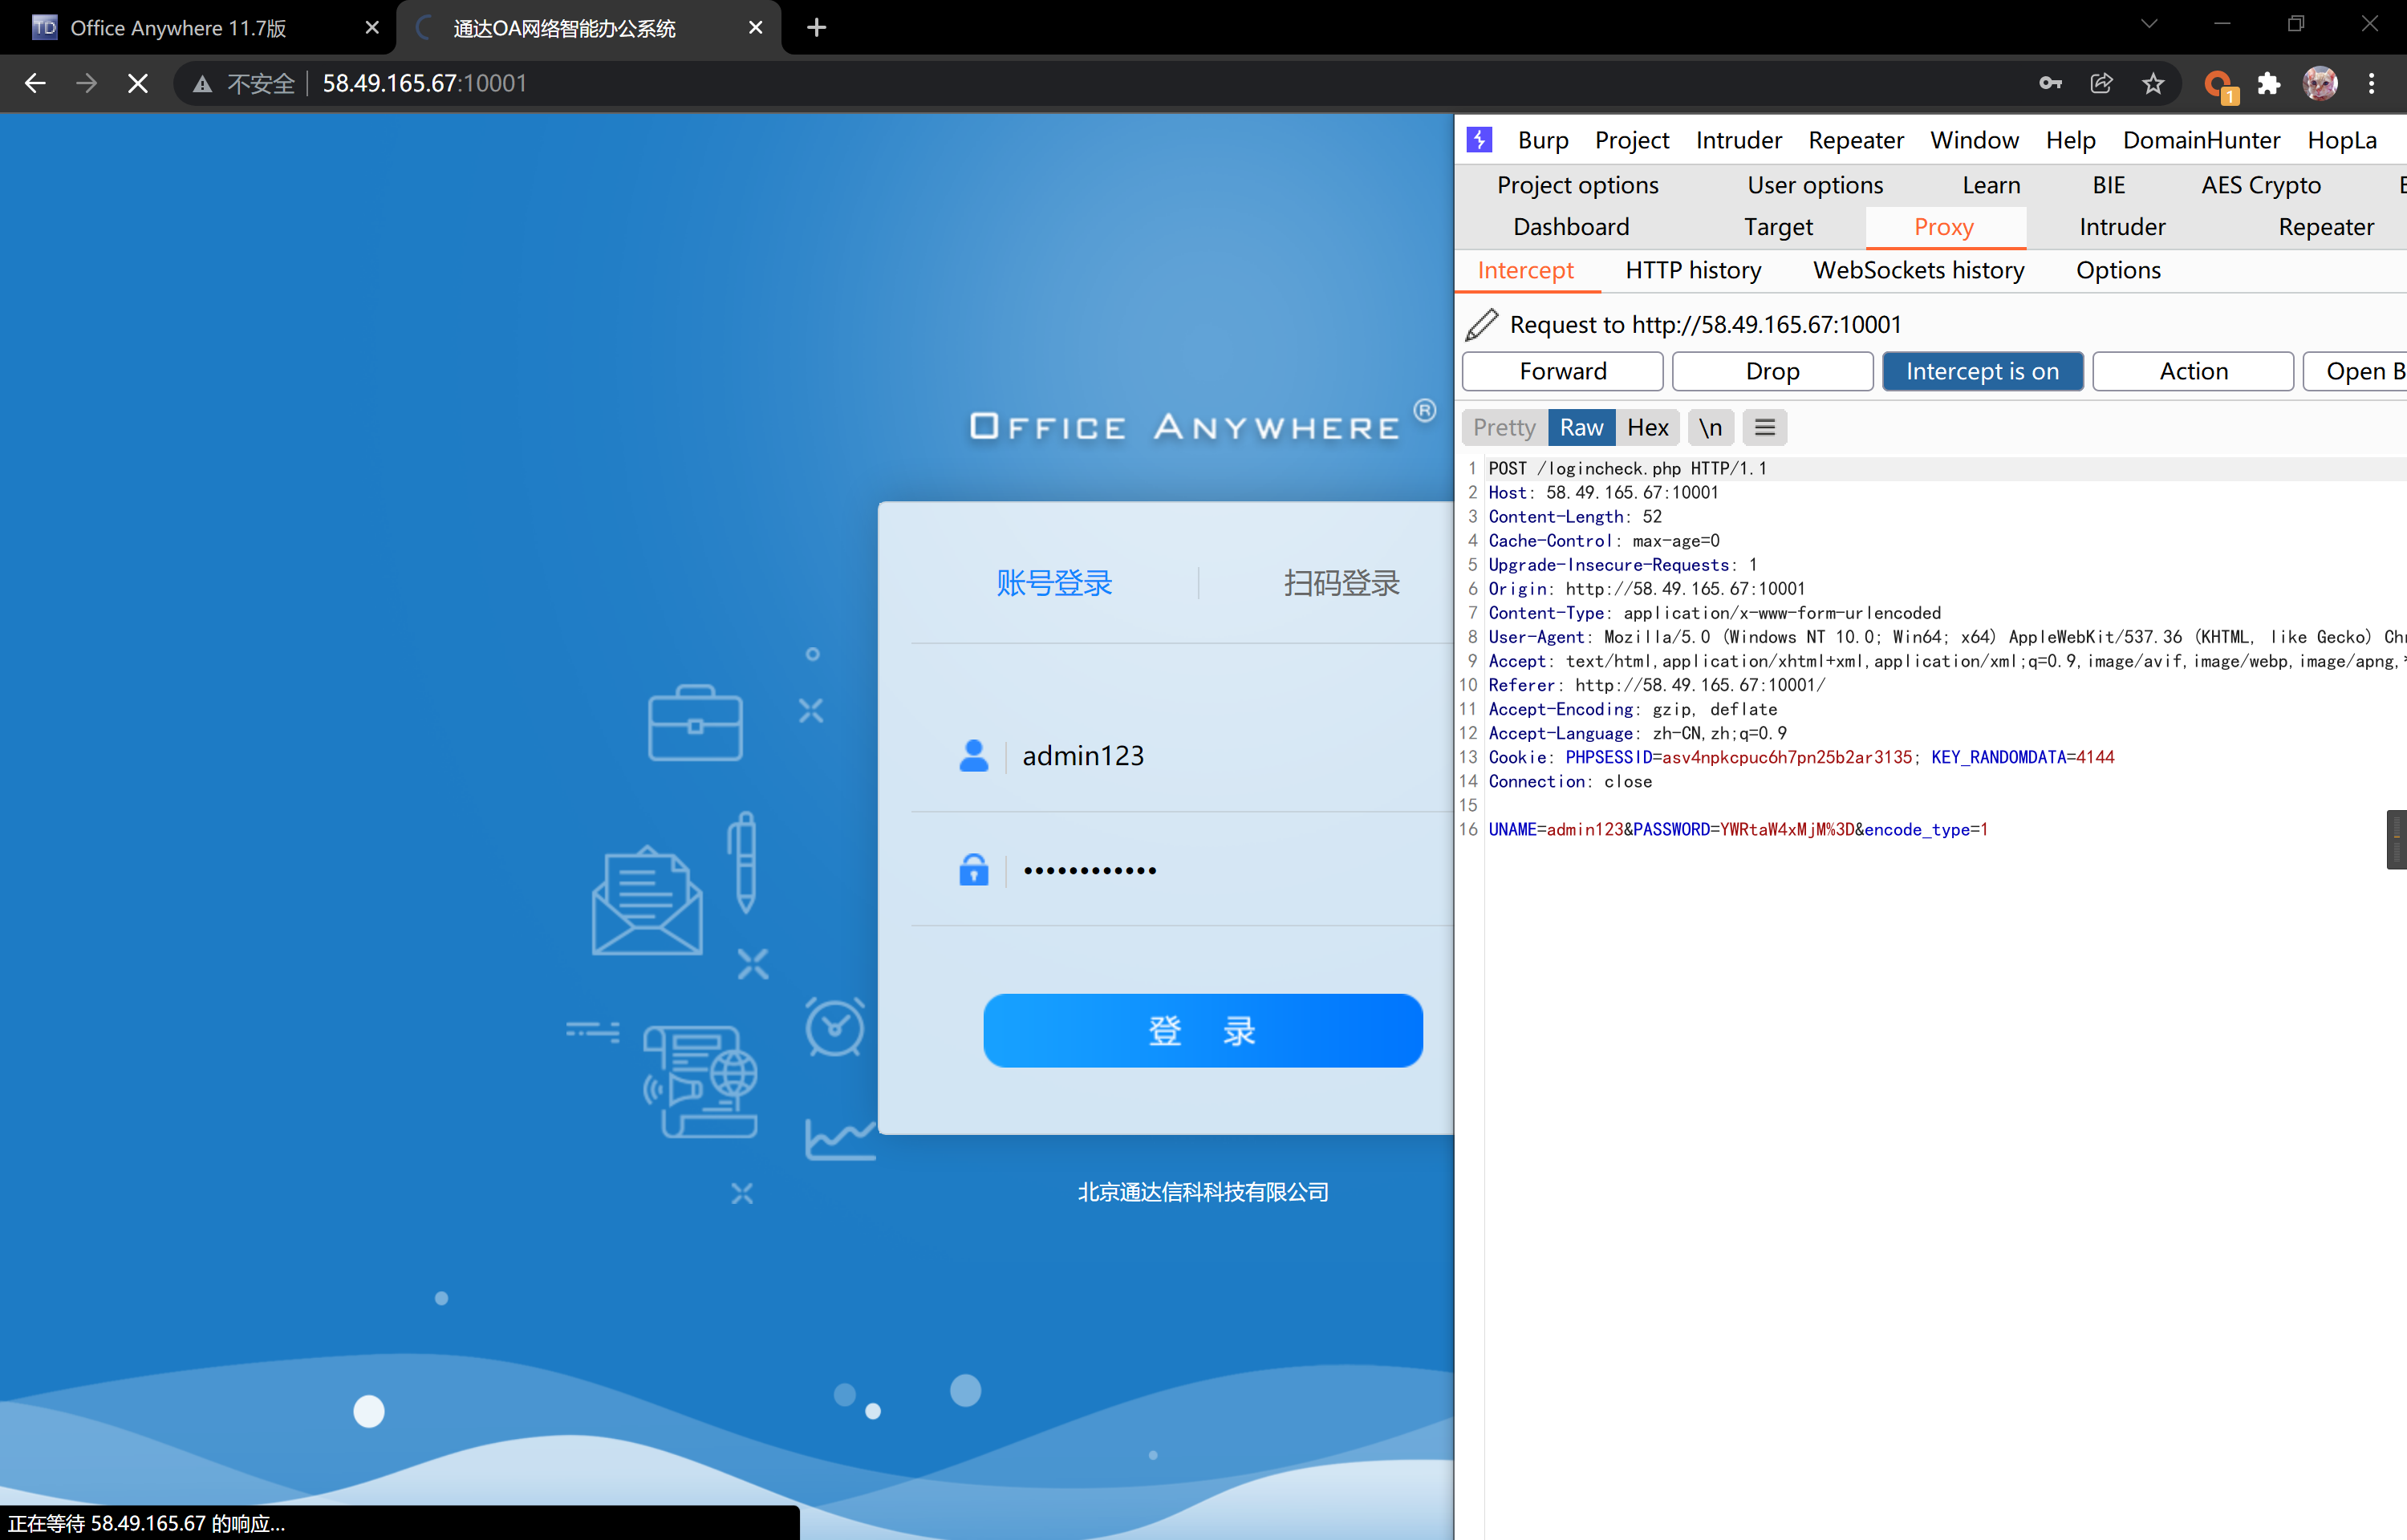 TD Office Anywhere 11.7版
通达OA网络智能办公系统
不安全 58.49.165.67:10001
1
OFFICE ANYWHERE ®
账号登录 扫码登录
admin123
••••••••••••
登 录
北京通达信科科技有限公司
正在等待 58.49.165.67 的响应...
Burp Project Intruder Repeater Window Help DomainHunter HopLa
Project options User options Learn BIE AES Crypto
Dashboard Target Proxy Intruder Repeater
Intercept HTTP history WebSockets history Options
Request to http://58.49.165.67:10001
Forward Drop Intercept is on Action Open B
Pretty Raw Hex \n
1 POST /logincheck.php HTTP/1.1
2 Host: 58.49.165.67:10001
3 Content-Length: 52
4 Cache-Control: max-age=0
5 Upgrade-Insecure-Requests: 1
6 Origin: http://58.49.165.67:10001
7 Content-Type: application/x-www-form-urlencoded
8 User-Agent: Mozilla/5.0 (Windows NT 10.0; Win64; x64) AppleWebKit/537.36 (KHTML, like Gecko)
9 Accept: text/html,application/xhtml+xml,application/xml;q=0.9,image/avif,image/webp,image/apng,
10 Referer: http://58.49.165.67:10001/
11 Accept-Encoding: gzip, deflate
12 Accept-Language: zh-CN,zh;q=0.9
13 Cookie: PHPSESSID=asv4npkcpuc6h7pn25b2ar3135; KEY_RANDOMDATA=4144
14 Connection: close
15
16 UNAME=admin123&PASSWORD=YWRtaW4xMjM%3D&encode_type=1